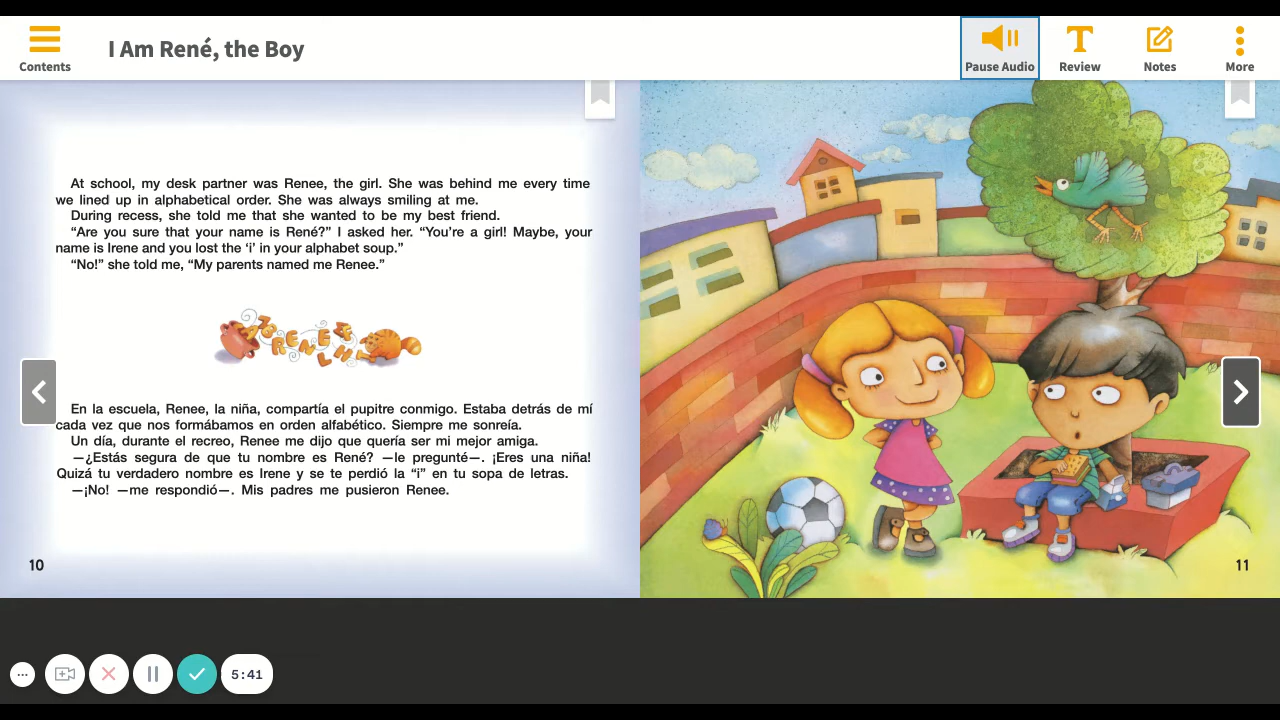 I Am René, the Boy
Contents
Pause Audio
Review
Notes
More
At school, my desk partner was Renee, the girl. She was behind me every time
we lined up in alphabetical order. She was always smiling at me.
During recess, she told me that she wanted to be my best friend.
“Are you sure that your name is René?” I asked her. “You’re a girl! Maybe, your
name is Irene and you lost the ‘i’ in your alphabet soup.”
“No!” she told me, “My parents named me Renee.”
En la escuela, Renee, la niña, compartía el pupitre conmigo. Estaba detrás de mí
cada vez que nos formábamos en orden alfabético. Siempre me sonreía.
Un día, durante el recreo, Renee me dijo que quería ser mi mejor amiga.
—¿Estás segura de que tu nombre es René? —le pregunté—. ¡Eres una niña!
Quizá tu verdadero nombre es Irene y se te perdió la “i” en tu sopa de letras.
—¡No! —me respondió—. Mis padres me pusieron Renee.
10
11
5:41